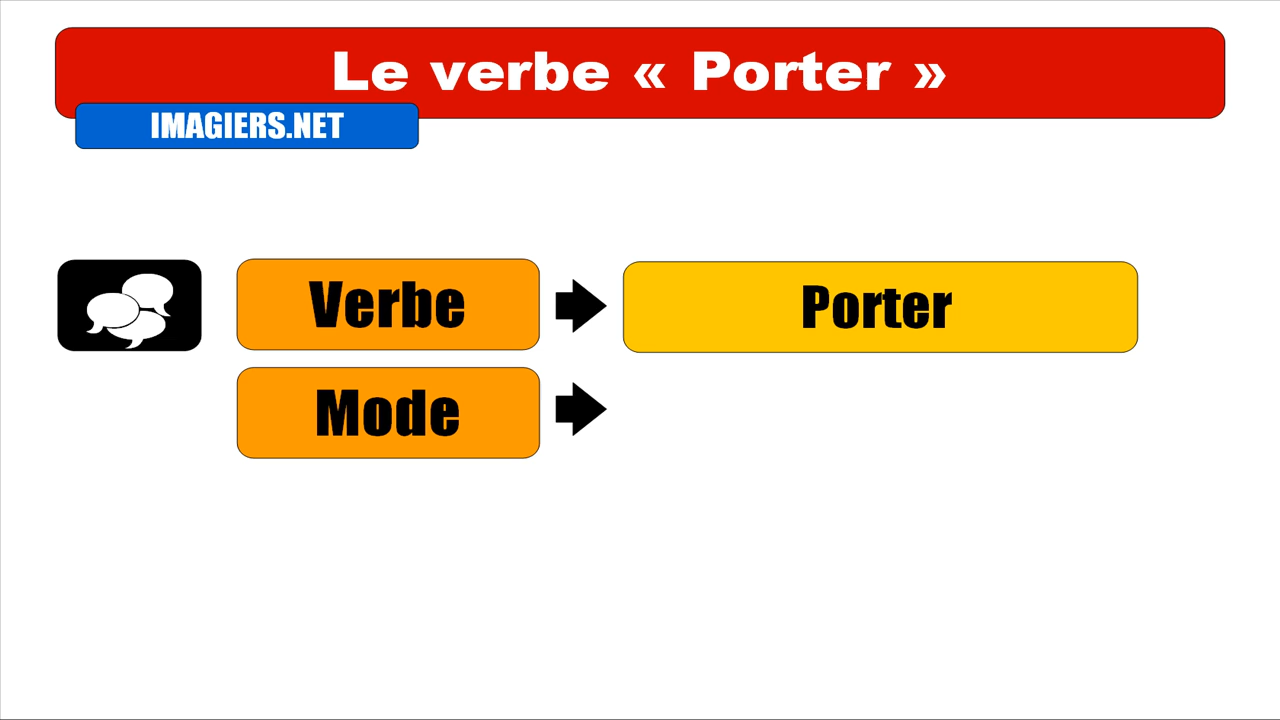 Le verbe « Porter »
IMAGIERS.NET
Verbe
Porter
Mode